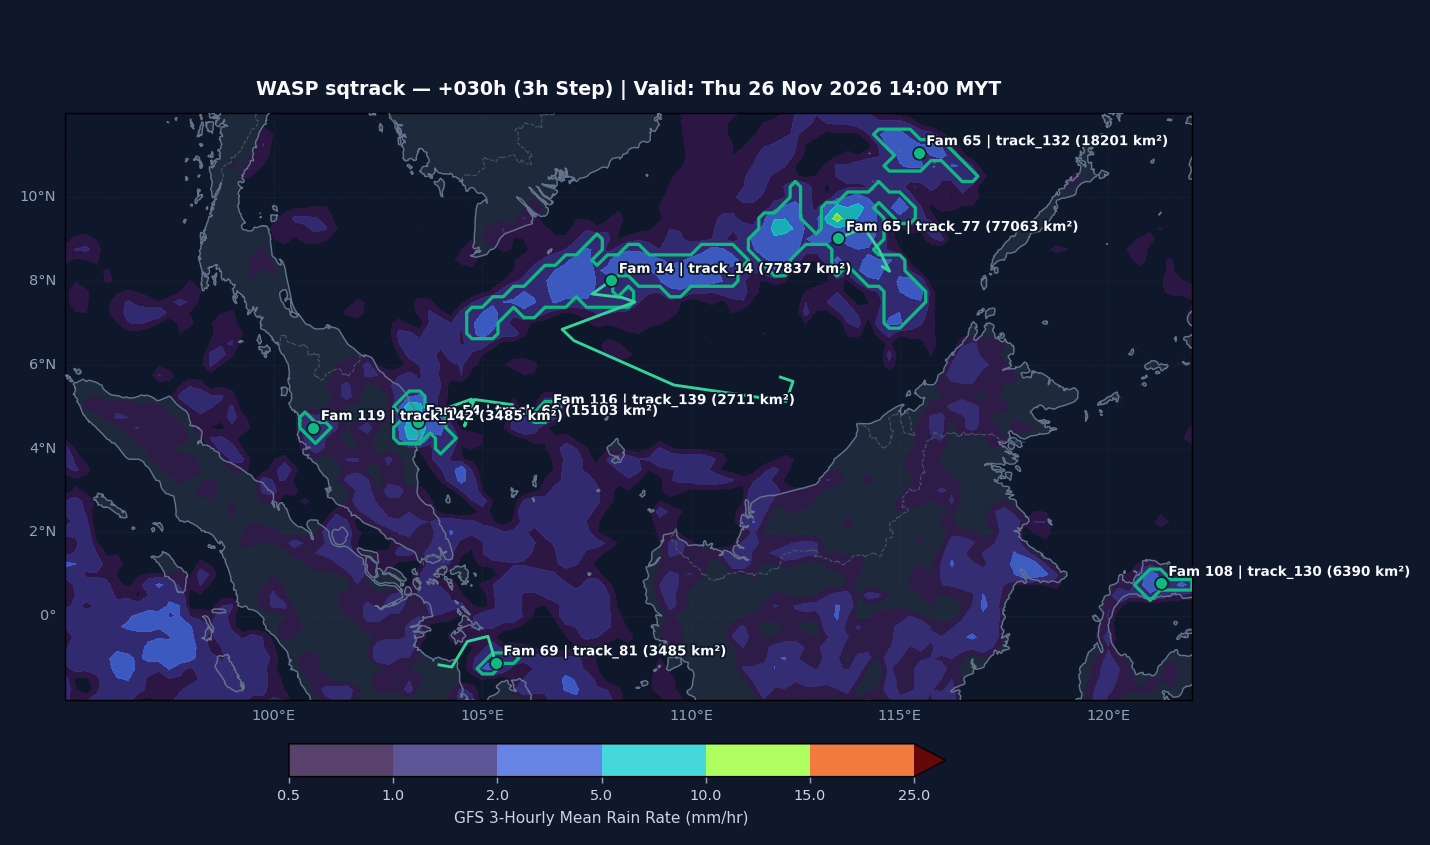 WASP sqtrack — +030h (3h Step) | Valid: Thu 26 Nov 2026 14:00 MYT
Fam 65 | track_132 (18201 km²)
10°N
Fam 65 | track_77 (77063 km²)
8°N
Fam 14 | track_14 (77837 km²)
6°N
Fam 116 | track_139 (2711 km²)
(15103 km²)
Fam 119 | track_142 (3485 km²)
4°N
2°N
Fam 108 | track_130 (6390 km²)
0°
Fam 69 | track_81 (3485 km²)
100°E 105°E 110°E 115°E 120°E
0.5 1.0 2.0 5.0 10.0 15.0 25.0
GFS 3-Hourly Mean Rain Rate (mm/hr)